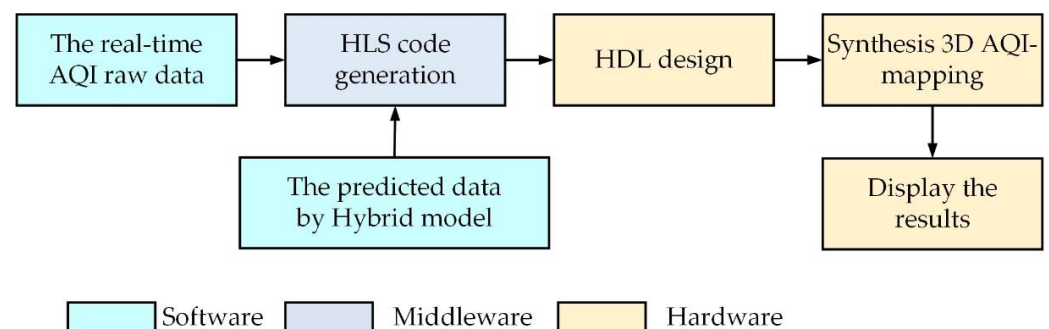 The real-time
AQI raw data
HLS code
generation
HDL design
Synthesis 3D AQI-
mapping
The predicted data
by Hybrid model
Display the
results
Software
Middleware
Hardware